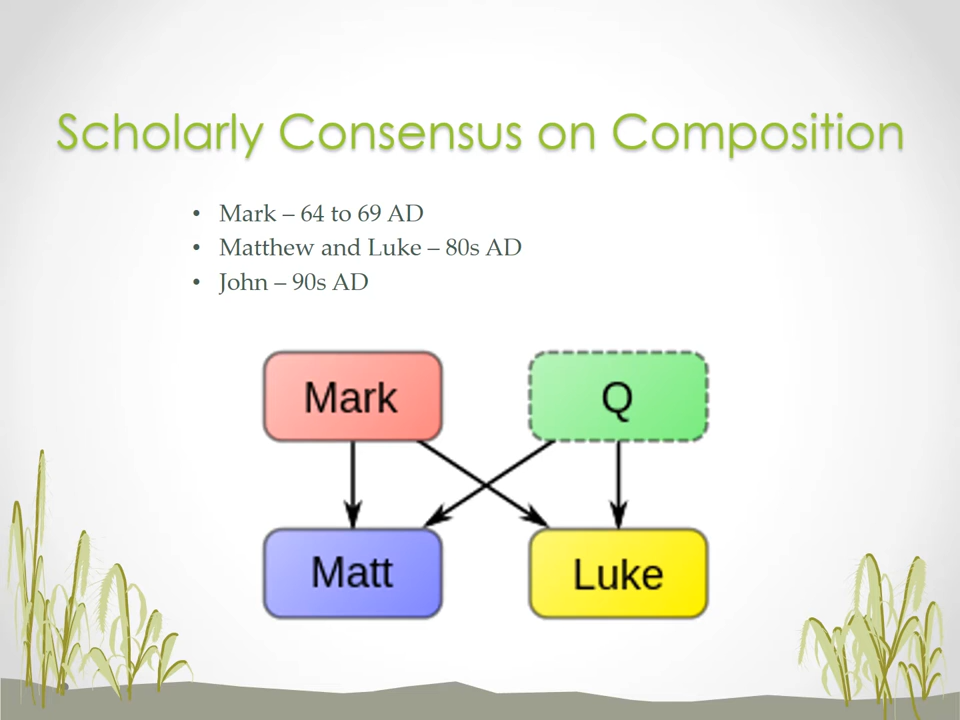 Scholarly Consensus on Composition
• Mark – 64 to 69 AD
• Matthew and Luke – 80s AD
• John – 90s AD
Mark Q
Matt Luke